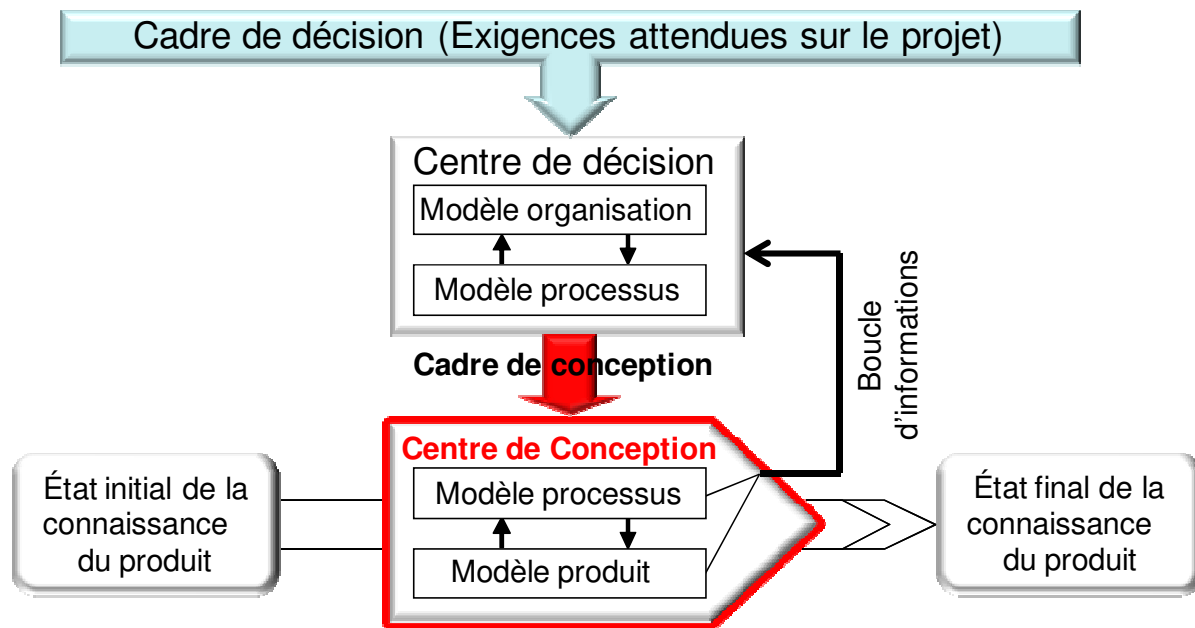 Cadre de décision (Exigences attendues sur le projet)
Centre de décision
Modèle organisation
Modèle processus
Boucle
d'informations
Cadre de conception
Centre de Conception
Modèle processus
Modèle produit
État initial de la
connaissance
du produit
État final de la
connaissance
du produit